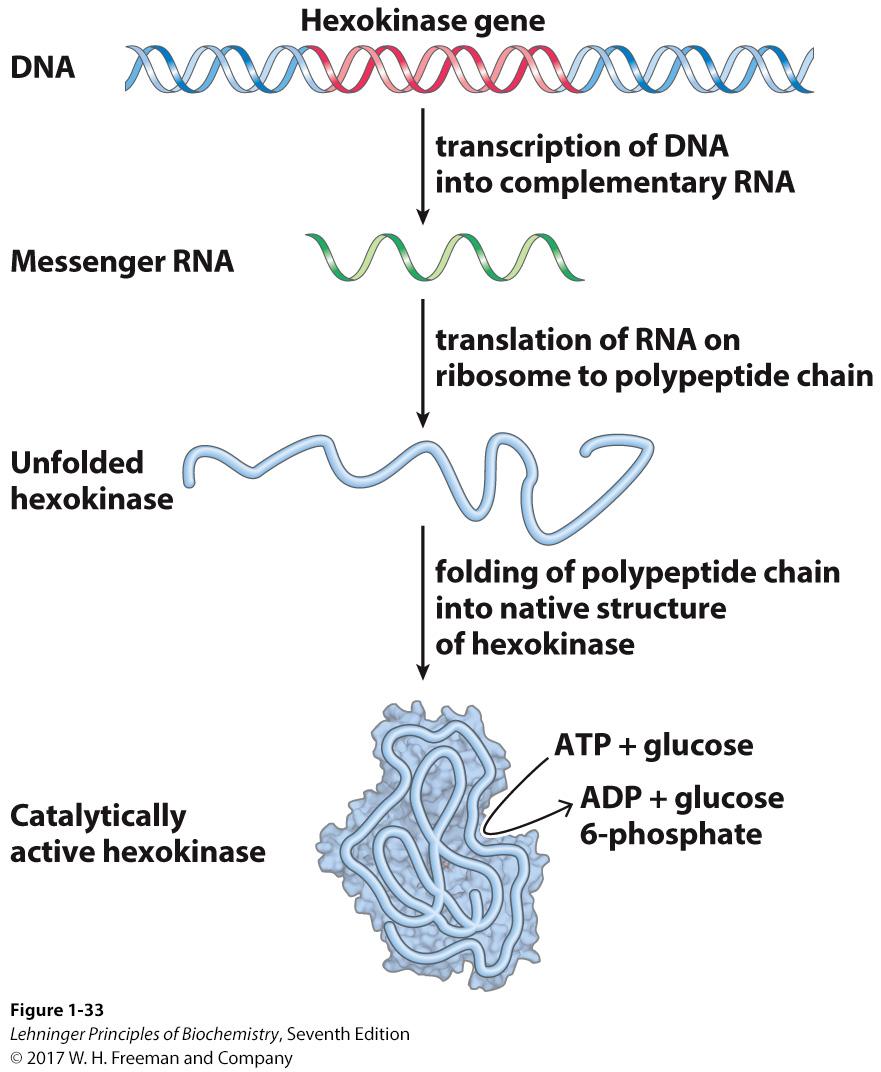 Hexokinase gene
DNA
transcription of DNA
into complementary RNA
Messenger RNA
translation of RNA on
ribosome to polypeptide chain
Unfolded
hexokinase
folding of polypeptide chain
into native structure
of hexokinase
ATP + glucose
ADP + glucose
6-phosphate
Catalytically
active hexokinase
Figure 1-33
Lehninger Principles of Biochemistry, Seventh Edition
© 2017 W. H. Freeman and Company